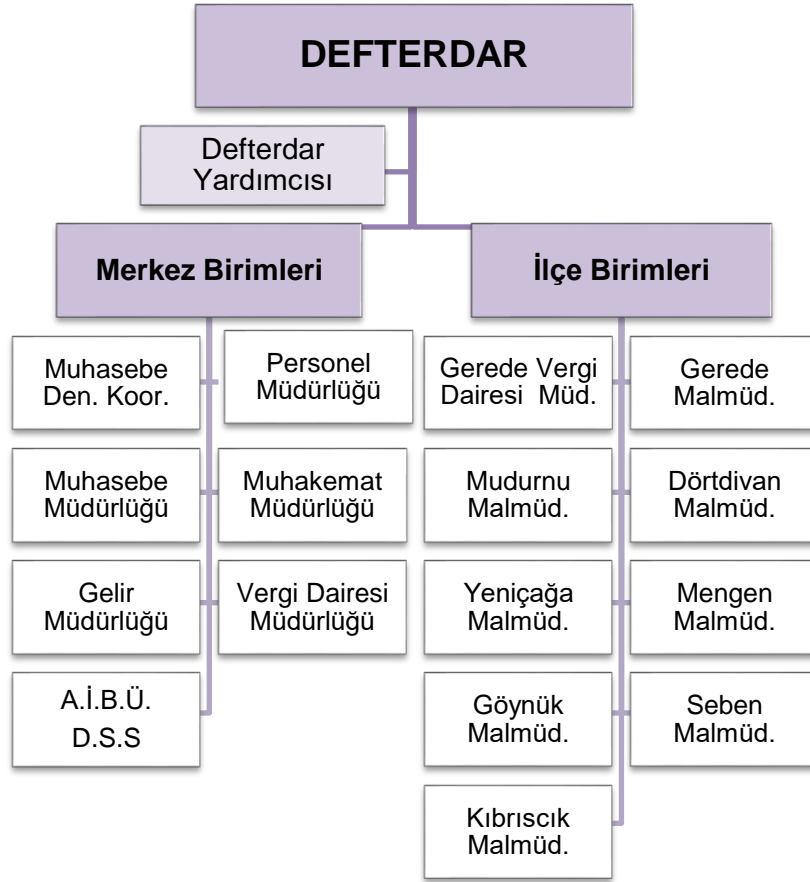 DEFTERDAR
Defterdar
Yardımcısı
Merkez Birimleri
Muhasebe
Den. Koor.
Personel
Müdürlüğü
Muhasebe
Müdürlüğü
Muhakemat
Müdürlüğü
Gelir
Müdürlüğü
Vergi Dairesi
Müdürlüğü
A.İ.B.Ü.
D.S.S
İlçe Birimleri
Gerede Vergi
Dairesi Müd.
Gerede
Malmüd.
Mudurnu
Malmüd.
Dörtdivan
Malmüd.
Yeniçağa
Malmüd.
Mengen
Malmüd.
Göynük
Malmüd.
Seben
Malmüd.
Kıbrıscık
Malmüd.